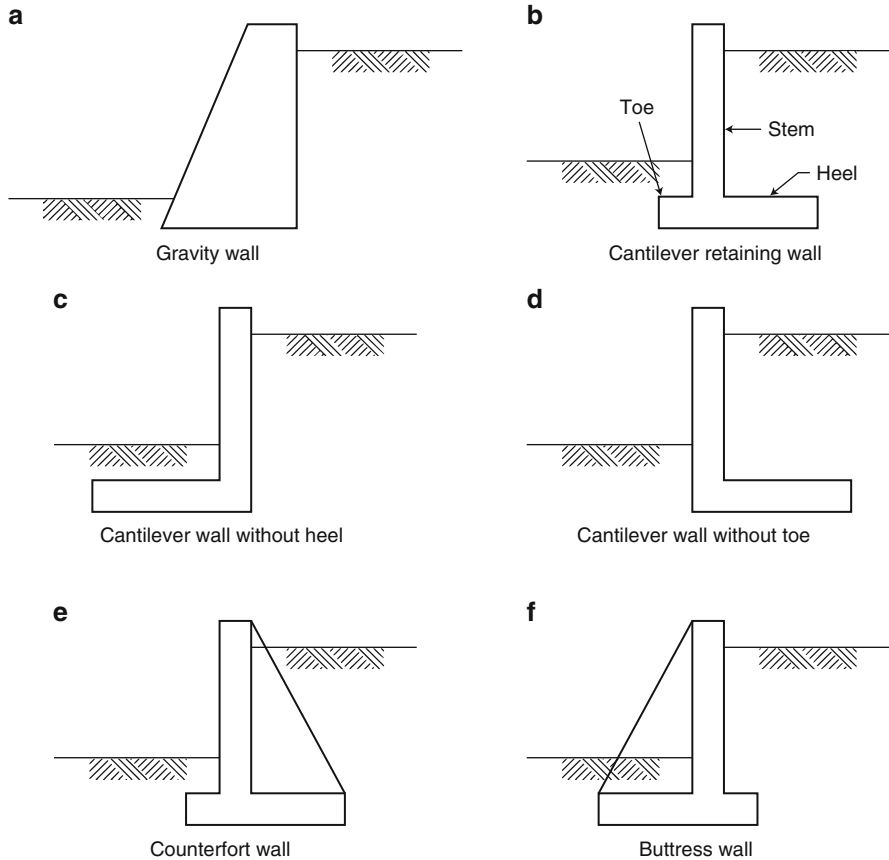 a
b
Toe
Stem
Heel
Gravity wall
Cantilever retaining wall
c
d
Cantilever wall without heel
Cantilever wall without toe
e
f
Counterfort wall
Buttress wall